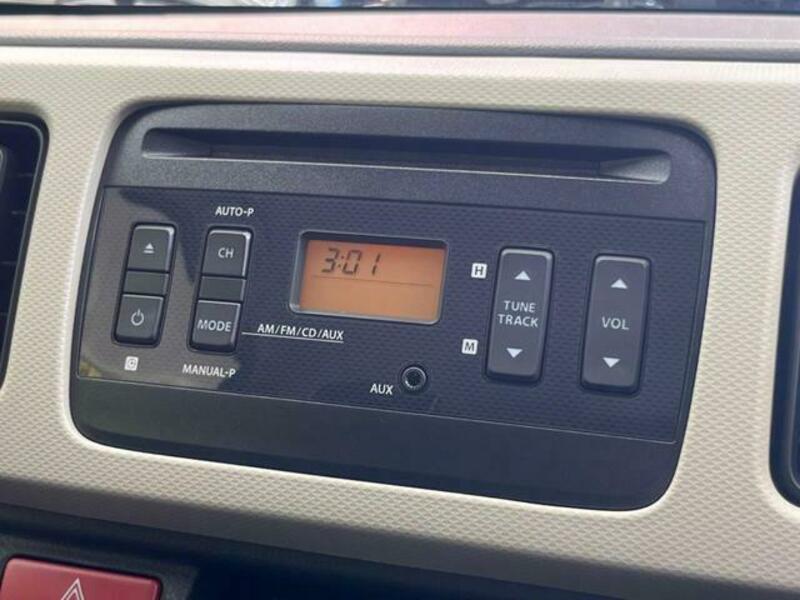 AUTO-P
CH
MODE
AM/FM/CD/AUX
MANUAL-P
3:01
AUX
H
M
TUNE
TRACK
VOL